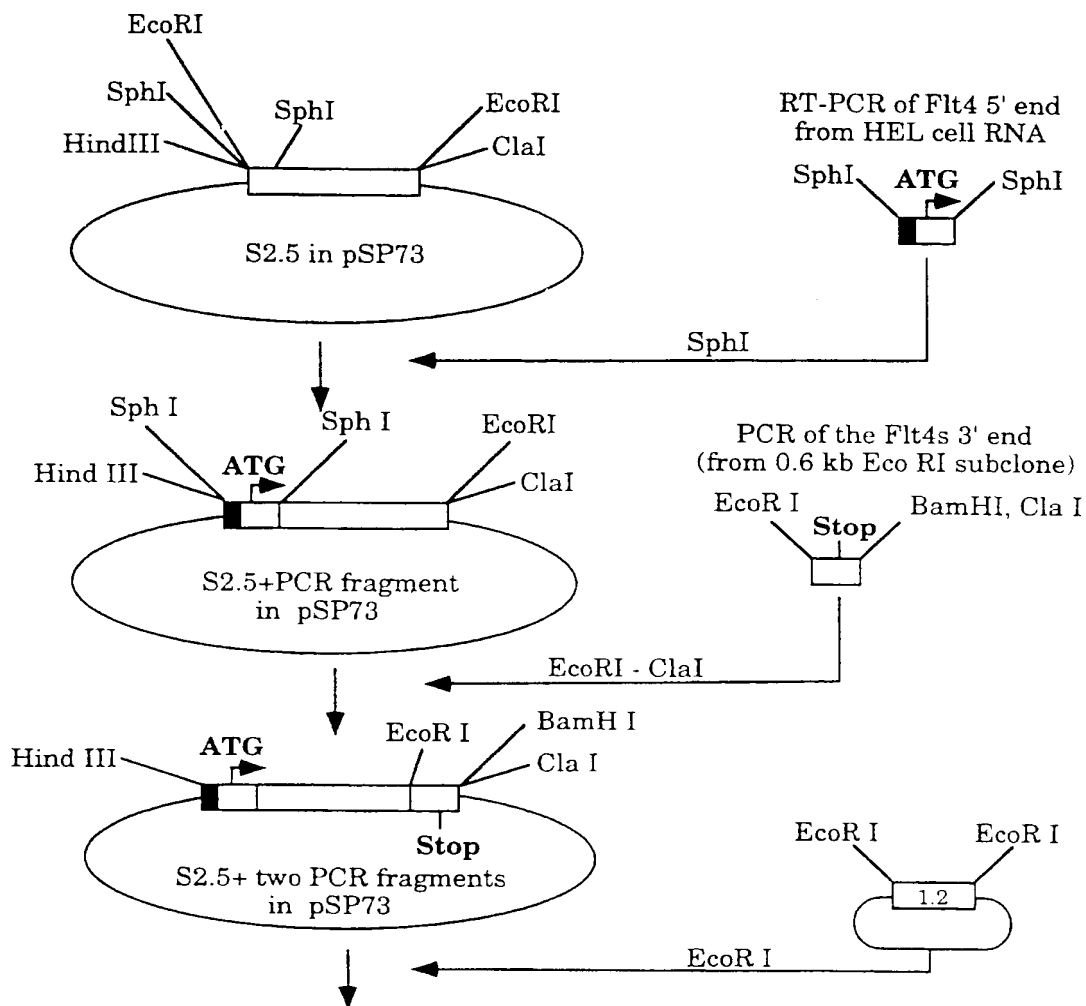 EcoRI
SphI
SphI
HindIII
EcoRI
ClaI
S2.5 in pSP73
RT-PCR of Flt4 5' end
from HEL cell RNA
SphI
ATG
SphI
SphI
Sph I
Sph I
Hind III
ATG
EcoRI
ClaI
S2.5+PCR fragment
in pSP73
PCR of the Flt4s 3' end
(from 0.6 kb Eco RI subclone)
EcoR I
Stop
BamHI, Cla I
EcoRI - ClaI
Hind III
ATG
EcoR I
BamH I
Cla I
Stop
S2.5+ two PCR fragments
in pSP73
EcoR I
EcoR I
1.2
EcoR I